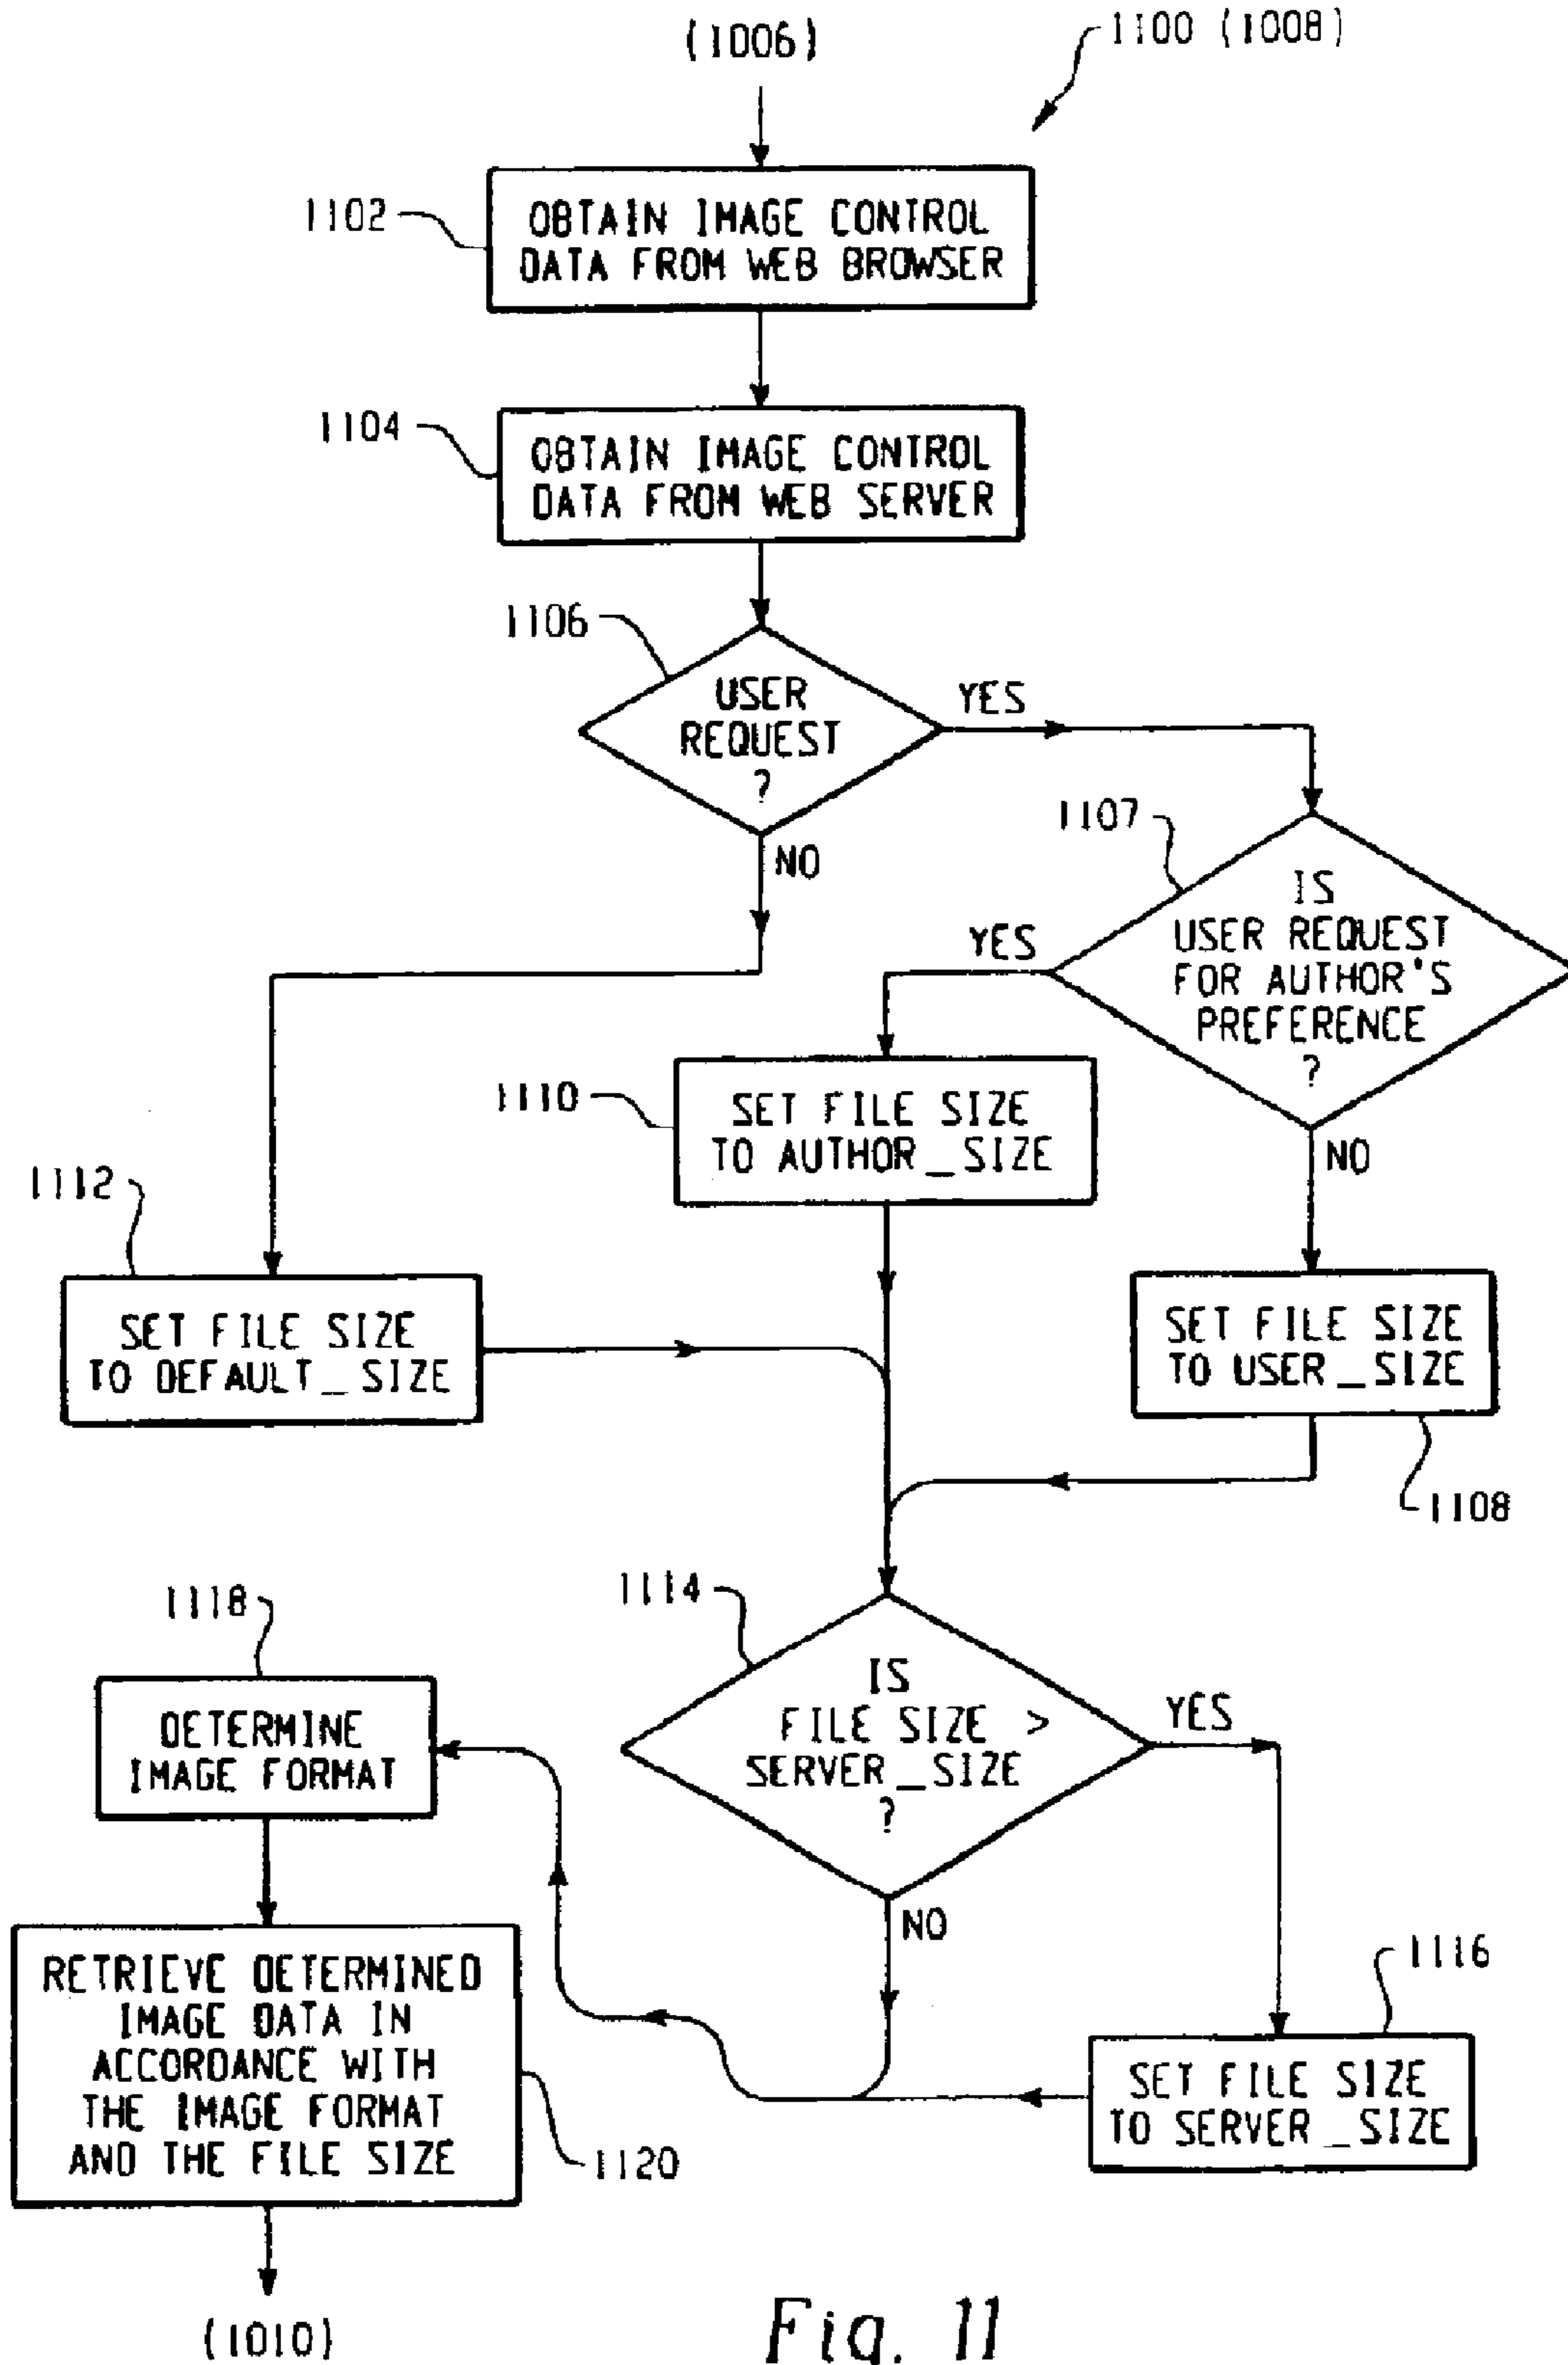 (1006)
1100 (1008)
1102
OBTAIN IMAGE CONTROL
DATA FROM WEB BROWSER
1104
OBTAIN IMAGE CONTROL
DATA FROM WEB SERVER
1106
USER
REQUEST
?
YES
NO
1107
IS
USER REQUEST
FOR AUTHOR'S
PREFERENCE
?
YES
NO
1110
SET FILE SIZE
TO AUTHOR_SIZE
1112
SET FILE SIZE
TO DEFAULT_SIZE
SET FILE SIZE
TO USER_SIZE
1108
1114
IS
FILE SIZE >
SERVER_SIZE
?
YES
NO
1118
DETERMINE
IMAGE FORMAT
1116
SET FILE SIZE
TO SERVER_SIZE
RETRIEVE DETERMINED
IMAGE DATA IN
ACCORDANCE WITH
THE IMAGE FORMAT
AND THE FILE SIZE
1120
(1010)
Fig. 11